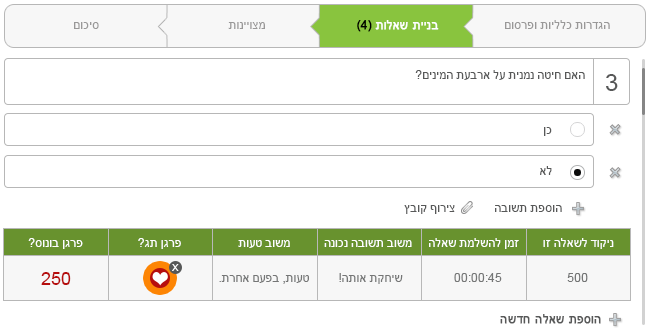 הגדרות כלליות ופרסום
בניית שאלות (4)
מצויינות
סיכום
3
האם חיטה נמנית על ארבעת המינים?
כן
לא
הוספת תשובה
צירוף קובץ
ניקוד לשאלה זו
זמן להשלמת שאלה
משוב תשובה נכונה
משוב טעות
פרגן תג?
פרגן בונוס?
500
00:00:45
שיחקת אותה!
טעות, בפעם אחרת.
X
250
הוספת שאלה חדשה